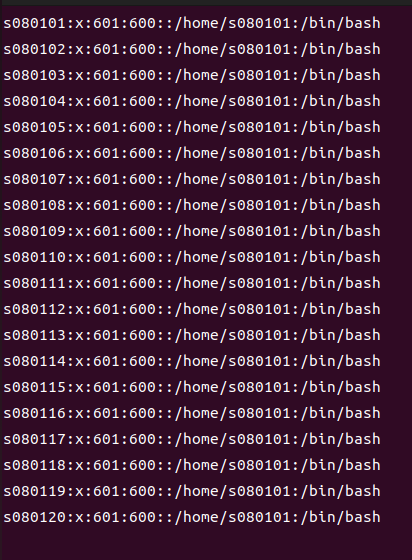 s080101:x:601:600::/home/s080101:/bin/bash
s080102:x:601:600::/home/s080101:/bin/bash
s080103:x:601:600::/home/s080101:/bin/bash
s080104:x:601:600::/home/s080101:/bin/bash
s080105:x:601:600::/home/s080101:/bin/bash
s080106:x:601:600::/home/s080101:/bin/bash
s080107:x:601:600::/home/s080101:/bin/bash
s080108:x:601:600::/home/s080101:/bin/bash
s080109:x:601:600::/home/s080101:/bin/bash
s080110:x:601:600::/home/s080101:/bin/bash
s080111:x:601:600::/home/s080101:/bin/bash
s080112:x:601:600::/home/s080101:/bin/bash
s080113:x:601:600::/home/s080101:/bin/bash
s080114:x:601:600::/home/s080101:/bin/bash
s080115:x:601:600::/home/s080101:/bin/bash
s080116:x:601:600::/home/s080101:/bin/bash
s080117:x:601:600::/home/s080101:/bin/bash
s080118:x:601:600::/home/s080101:/bin/bash
s080119:x:601:600::/home/s080101:/bin/bash
s080120:x:601:600::/home/s080101:/bin/bash